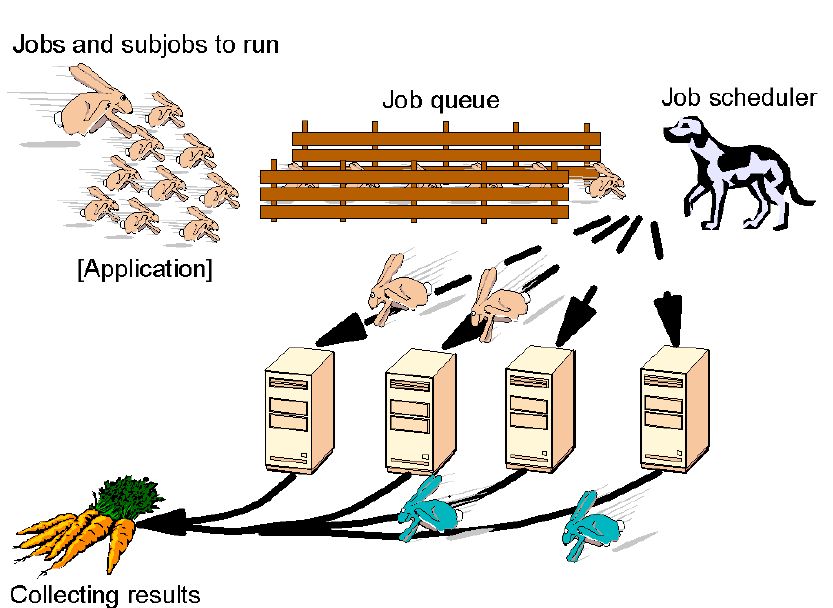 Jobs and subjobs to run
Job queue
Job scheduler
[Application]
Collecting results